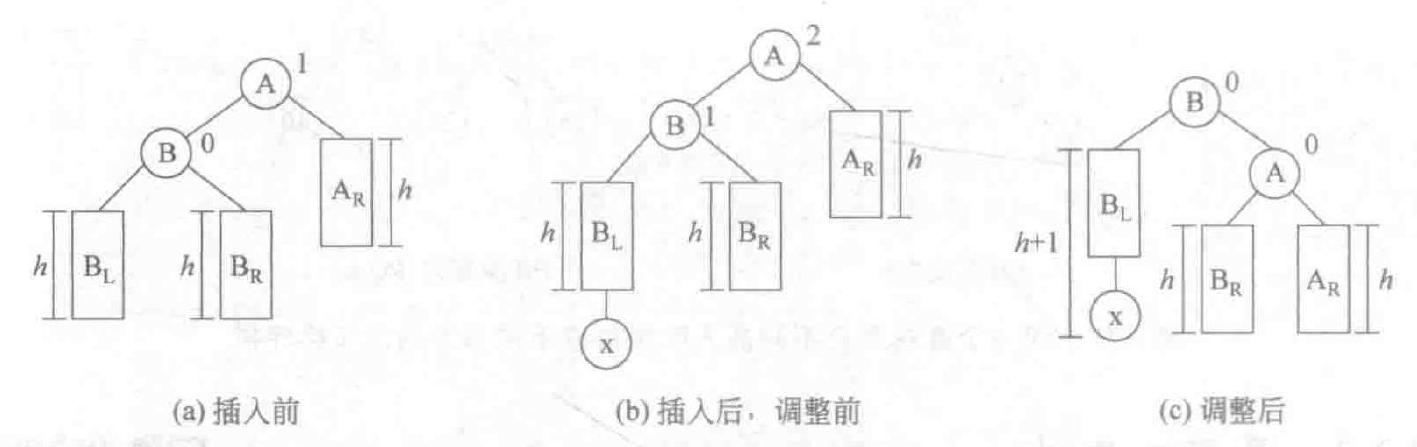 A 1
B 0
A_R h
h B_L h B_R
(a) 插入前
A 2
B 1
A_R h
h B_L h B_R
x
(b) 插入后，调整前
B 0
A 0
B_L
h+1
h B_R A_R h
x
(c) 调整后